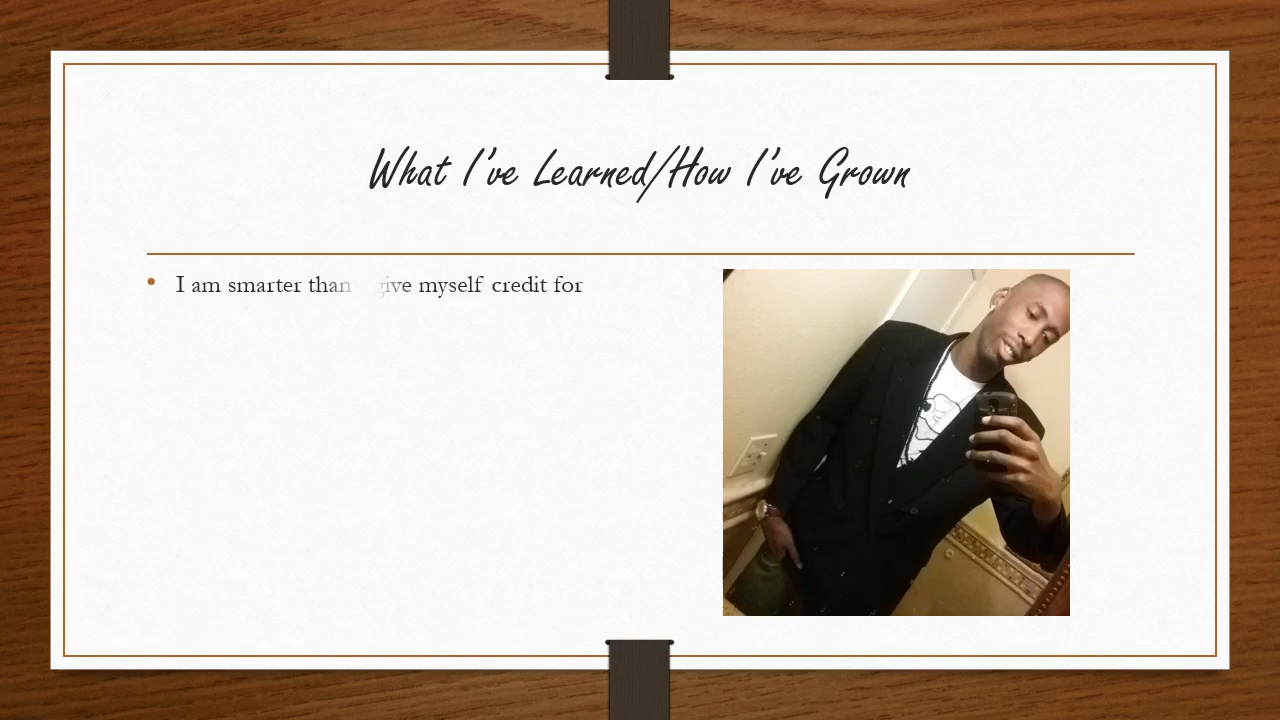 What I've Learned/How I've Grown
• I am smarter than give myself credit for